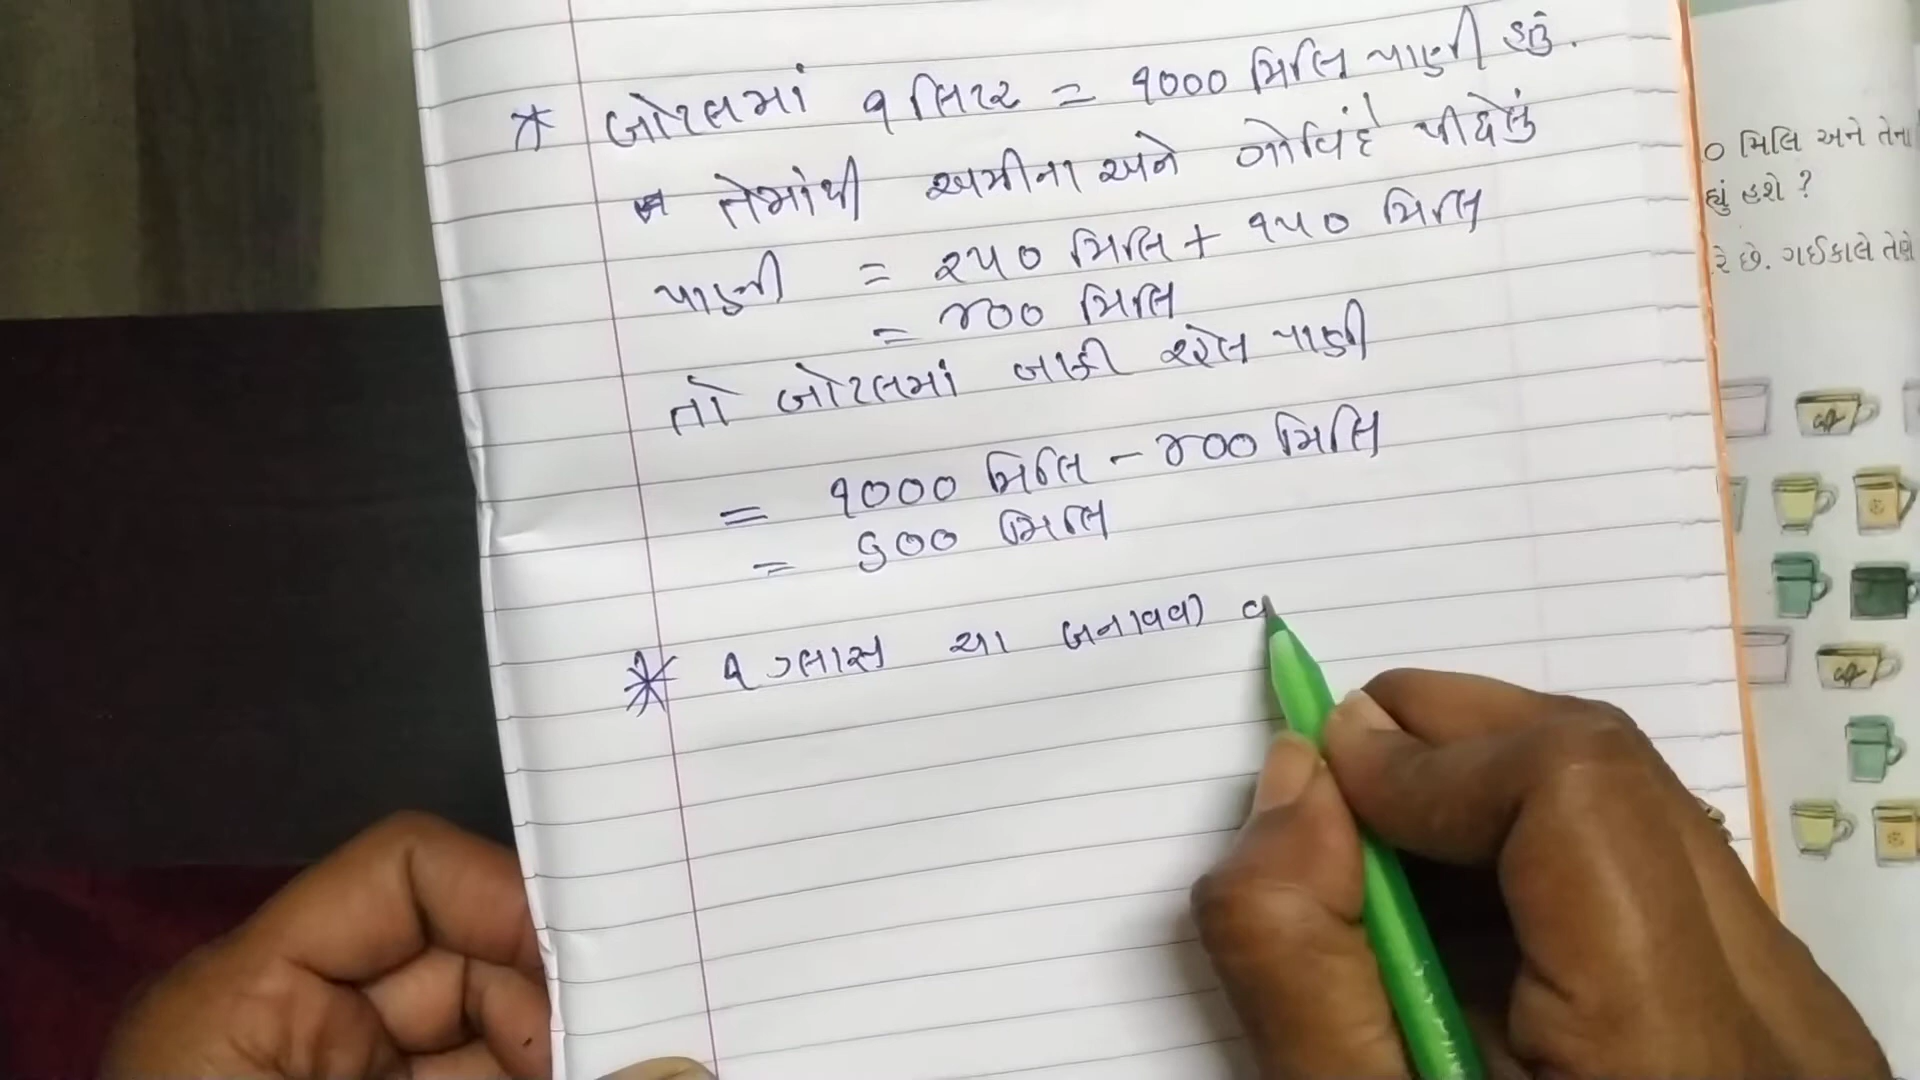 * બોટલમાં ૧ લિટર = ૧૦૦૦ મિલિ પાણી હતું.
તેમાંથી અમીના અને ગોવિંદે પીધેલું
પાણી = ૨૫૦ મિલિ + ૧૫૦ મિલિ
= ૪૦૦ મિલિ
તો બોટલમાં બાકી રહેલ પાણી
= ૧૦૦૦ મિલિ - ૪૦૦ મિલિ
= ૬૦૦ મિલિ
* ૧ ગ્લાસ ચા બનાવવા
૦ મિલિ અને તેના
હ્યું હશે ?
રે છે. ગઈકાલે તેણે